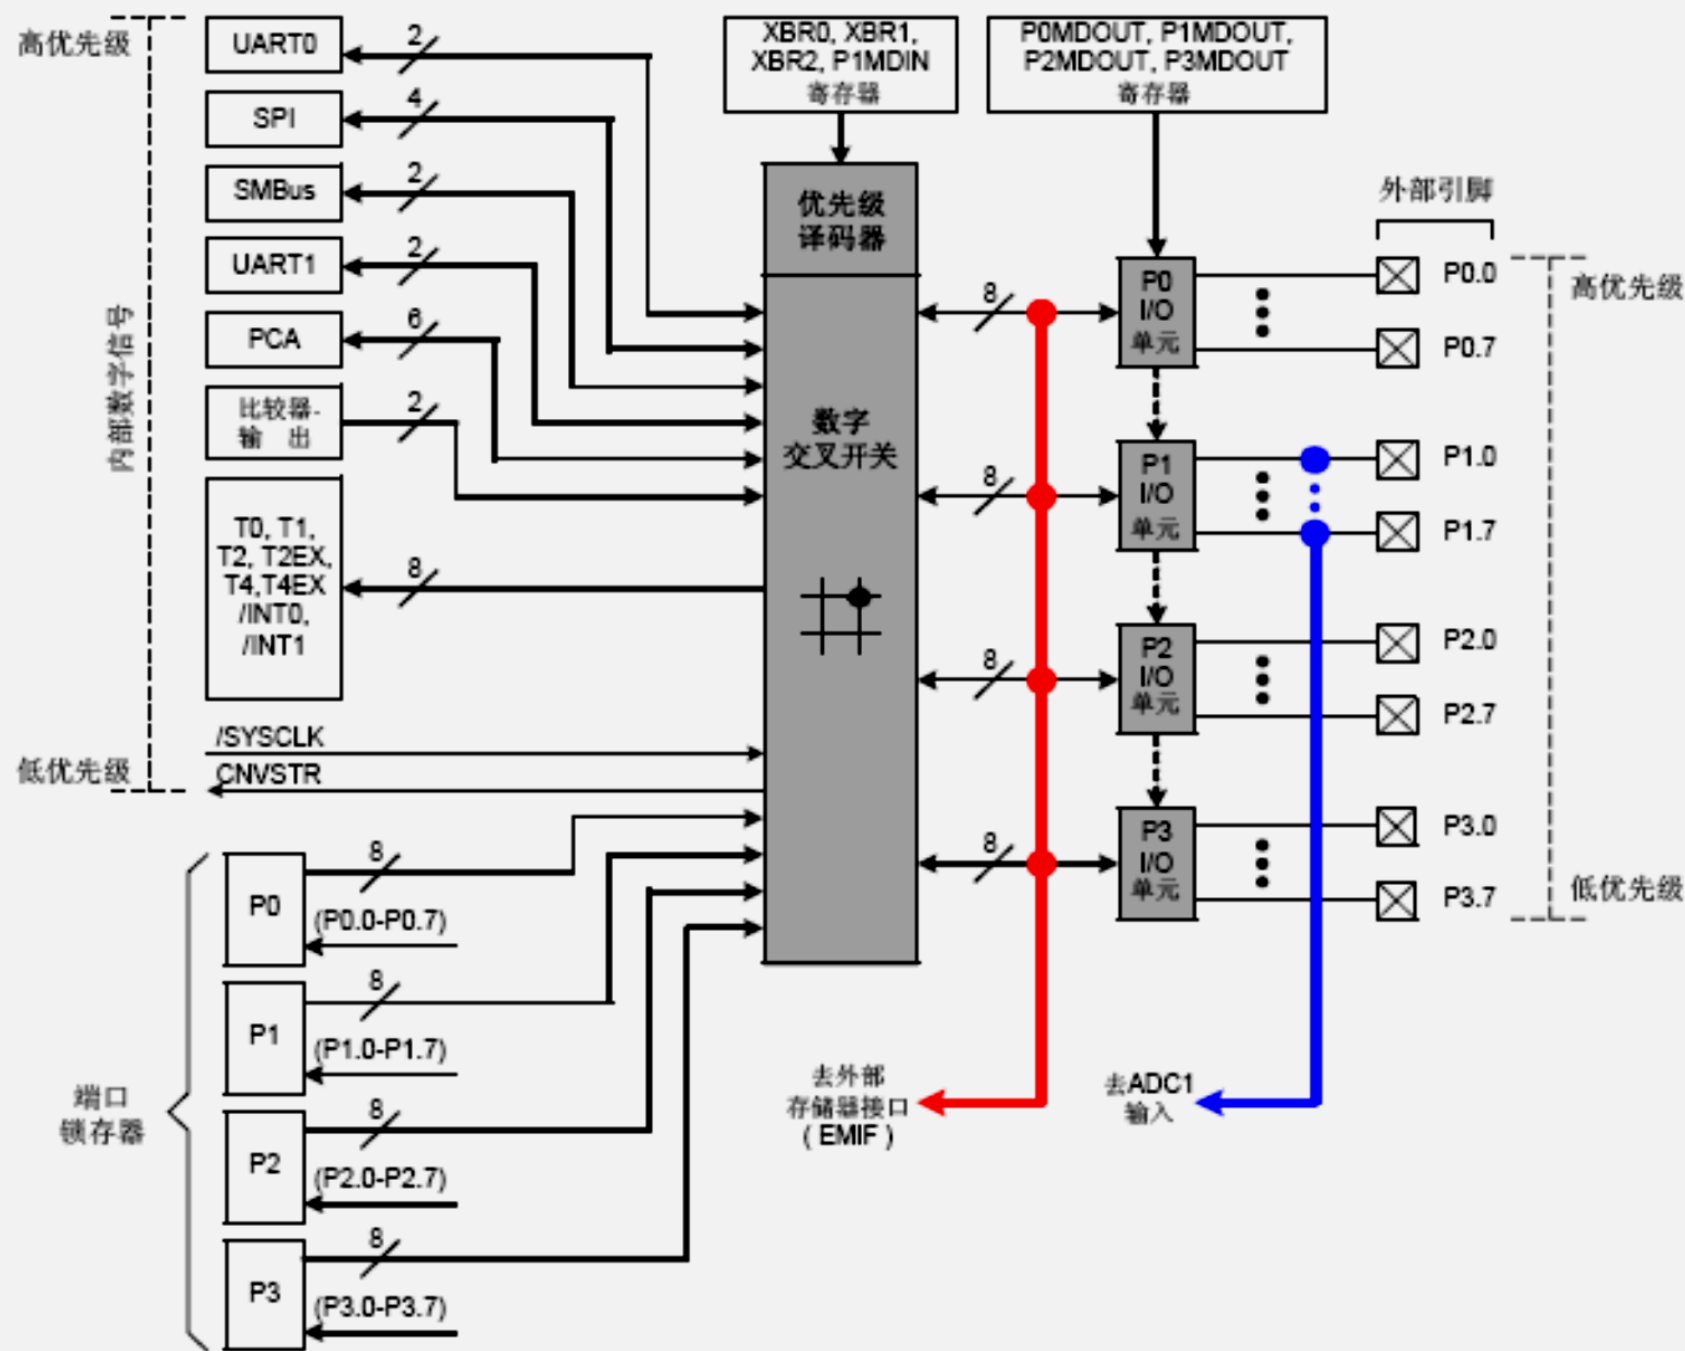 高优先级
UART0
2
SPI
4
SMBus
2
UART1
2
PCA
6
比较器-
输 出
2
T0, T1,
T2, T2EX,
T4,T4EX
/INT0,
/INT1
8
内部数字信号
/SYSCLK
低优先级
CNVSTR
XBR0, XBR1,
XBR2, P1MDIN
寄存器
P0MDOUT, P1MDOUT,
P2MDOUT, P3MDOUT
寄存器
优先级
译码器
数字
交叉开关
8
8
8
8
P0
I/O
单元
P1
I/O
单元
P2
I/O
单元
P3
I/O
单元
外部引脚
P0.0
高优先级
P0.7
P1.0
P1.7
P2.0
P2.7
P3.0
P3.7
低优先级
端口
锁存器
P0
8
(P0.0-P0.7)
P1
8
(P1.0-P1.7)
P2
8
(P2.0-P2.7)
P3
8
(P3.0-P3.7)
去外部
存储器接口
( EMIF )
去ADC1
输入